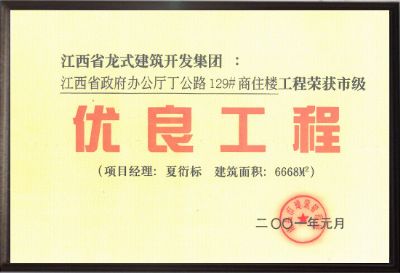 江西省龙式建筑开发集团：
江西省政府办公厅丁公路129#商住楼工程荣获市级
优良工程
(项目经理：夏衍标 建筑面积：6668M²)
二〇〇一年元月